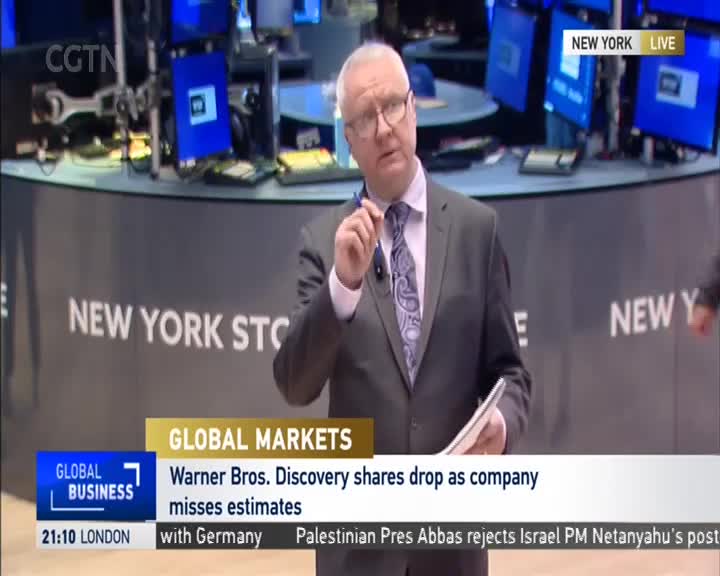 CGTN
NEW YORK LIVE
NEW YORK STO
E
NEW Y
GLOBAL MARKETS
GLOBAL
BUSINESS
Warner Bros. Discovery shares drop as company
misses estimates
21:10 LONDON
with Germany Palestinian Pres Abbas rejects Israel PM Netanyahu's post